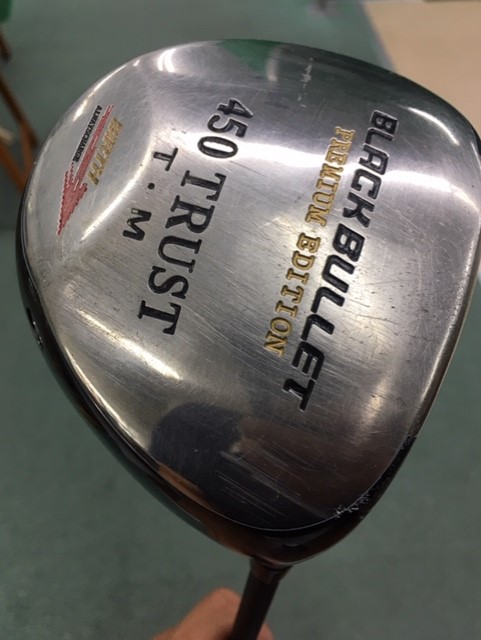 BLACK BULLET
PREMIUM EDITION
450 TRUST
T・M